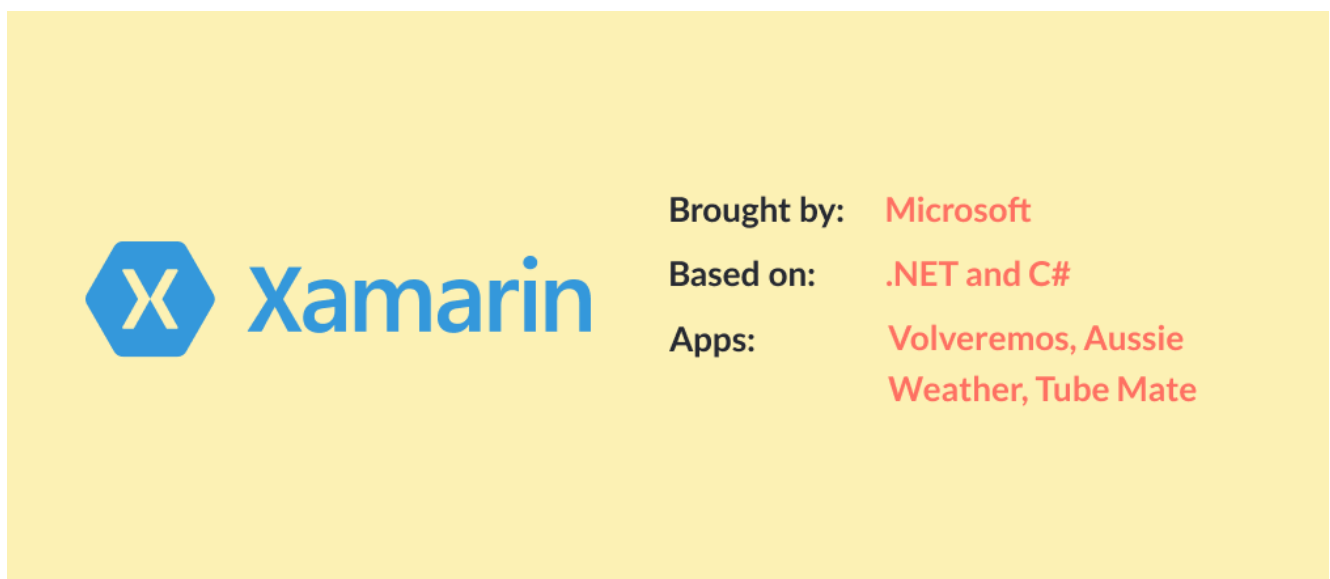 X Xamarin
Brought by: Microsoft
Based on: .NET and C#
Apps: Volveremos, Aussie
Weather, Tube Mate